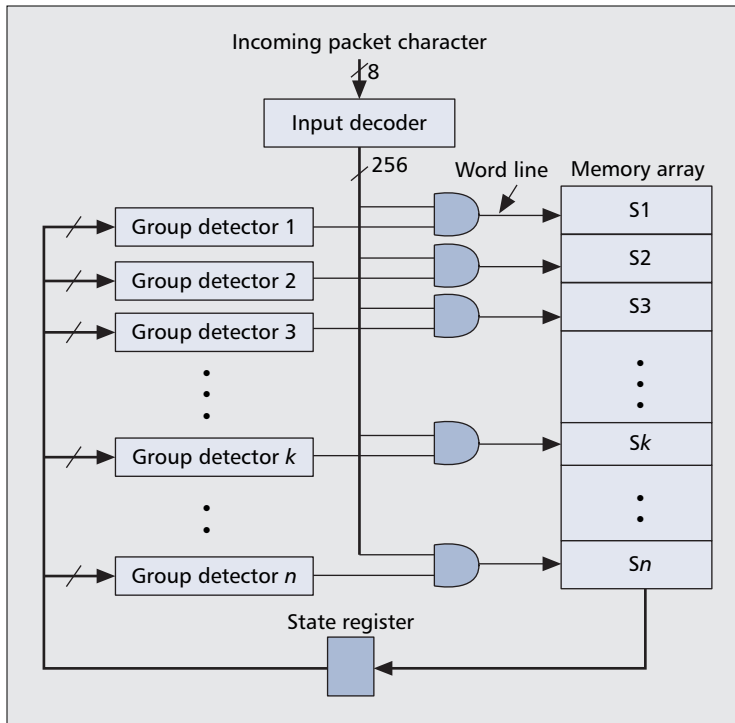 Incoming packet character
8
Input decoder
256
Word line
Memory array
Group detector 1
S1
Group detector 2
S2
Group detector 3
S3
Group detector k
Sk
Group detector n
Sn
State register